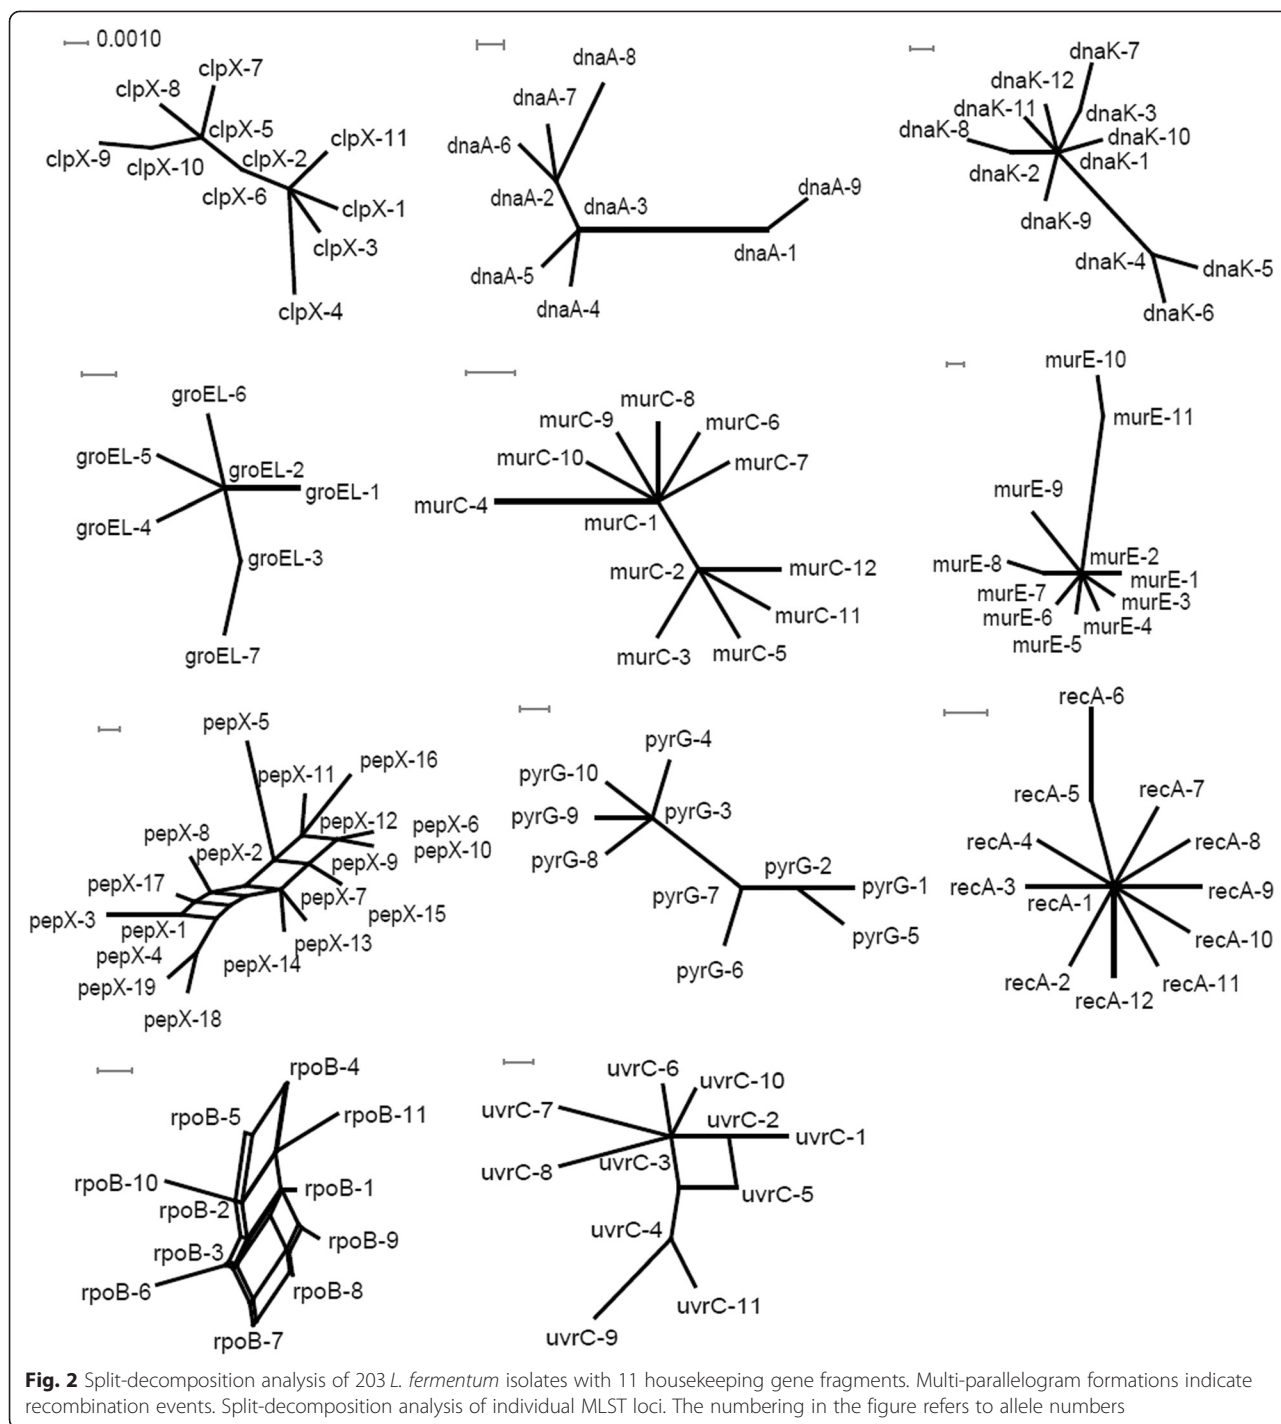 0.0010
clpX-7
clpX-8
clpX-5
clpX-11
clpX-2
clpX-9
clpX-10
clpX-6
clpX-1
clpX-3
clpX-4
dnaA-8
dnaA-7
dnaA-6
dnaA-9
dnaA-2
dnaA-3
dnaA-1
dnaA-5
dnaA-4
dnaK-7
dnaK-12
dnaK-11
dnaK-3
dnaK-8
dnaK-10
dnaK-1
dnaK-2
dnaK-9
dnaK-4
dnaK-5
dnaK-6
groEL-6
groEL-5
groEL-2
groEL-1
groEL-4
groEL-3
groEL-7
murC-8
murC-9
murC-6
murC-10
murC-7
murC-4
murC-1
murC-2
murC-12
murC-11
murC-3
murC-5
murE-10
murE-11
murE-9
murE-2
murE-8
murE-1
murE-7
murE-3
murE-6
murE-4
murE-5
pepX-5
pepX-16
pepX-11
pepX-12
pepX-6
pepX-8
pepX-2
pepX-10
pepX-9
pepX-17
pepX-7
pepX-3
pepX-15
pepX-1
pepX-13
pepX-4
pepX-14
pepX-19
pepX-18
pyrG-4
pyrG-10
pyrG-9
pyrG-3
pyrG-8
pyrG-2
pyrG-1
pyrG-7
pyrG-5
pyrG-6
recA-6
recA-5
recA-7
recA-4
recA-8
recA-3
recA-9
recA-1
recA-10
recA-2
recA-11
recA-12
rpoB-4
rpoB-5
rpoB-11
rpoB-10
rpoB-1
rpoB-2
rpoB-9
rpoB-3
rpoB-6
rpoB-8
rpoB-7
uvrC-6
uvrC-10
uvrC-7
uvrC-2
uvrC-1
uvrC-3
uvrC-8
uvrC-5
uvrC-4
uvrC-11
uvrC-9
Fig. 2 Split-decomposition analysis of 203 L. fermentum isolates with 11 housekeeping gene fragments. Multi-parallelogram formations indicate
recombination events. Split-decomposition analysis of individual MLST loci. The numbering in the figure refers to allele numbers